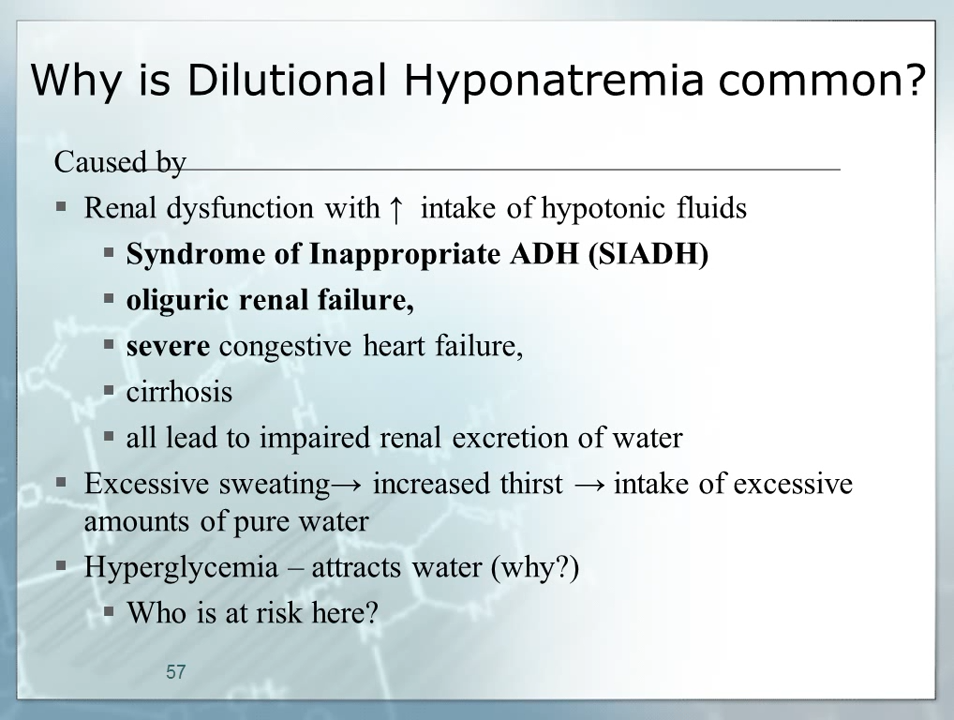 Why is Dilutional Hyponatremia common?
Caused by
▪ Renal dysfunction with ↑ intake of hypotonic fluids
▪ Syndrome of Inappropriate ADH (SIADH)
▪ oliguric renal failure,
▪ severe congestive heart failure,
▪ cirrhosis
▪ all lead to impaired renal excretion of water
▪ Excessive sweating→ increased thirst → intake of excessive
amounts of pure water
▪ Hyperglycemia – attracts water (why?)
▪ Who is at risk here?
57